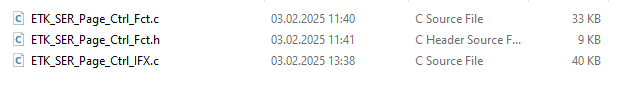 ETK_SER_Page_Ctrl_Fct.c 03.02.2025 11:40 C Source File 33 KB
ETK_SER_Page_Ctrl_Fct.h 03.02.2025 11:41 C Header Source F... 9 KB
ETK_SER_Page_Ctrl_IFX.c 03.02.2025 13:38 C Source File 40 KB